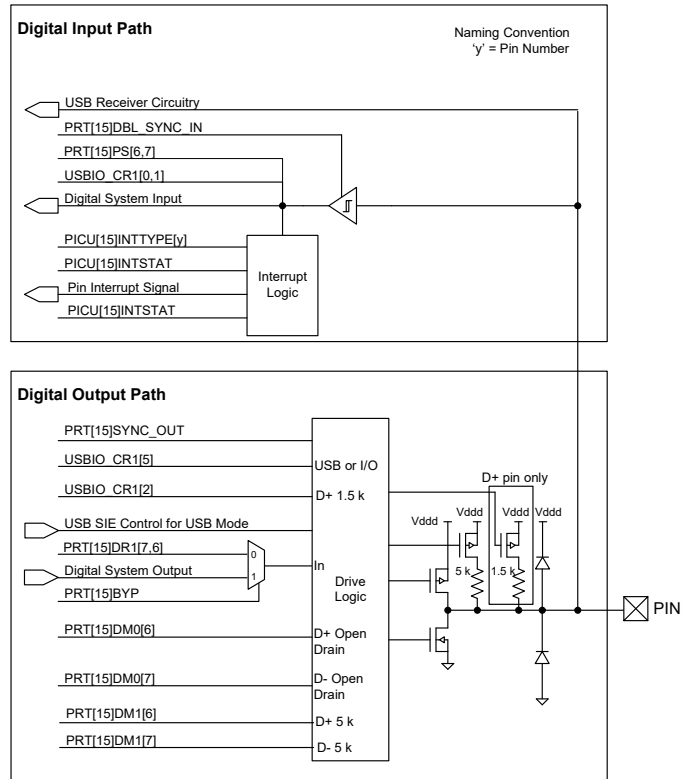 Digital Input Path
Naming Convention
‘y’ = Pin Number
USB Receiver Circuitry
PRT[15]DBL_SYNC_IN
PRT[15]PS[6,7]
USBIO_CR1[0,1]
Digital System Input
PICU[15]INTTYPE[y]
PICU[15]INTSTAT
Pin Interrupt Signal
PICU[15]INTSTAT
Interrupt
Logic
Digital Output Path
PRT[15]SYNC_OUT
USBIO_CR1[5]
USB or I/O
USBIO_CR1[2]
D+ 1.5 k
USB SIE Control for USB Mode
PRT[15]DR1[7,6]
0
Digital System Output
1
PRT[15]BYP
In
Drive
Logic
PRT[15]DM0[6]
D+ Open
Drain
PRT[15]DM0[7]
D- Open
Drain
PRT[15]DM1[6]
D+ 5 k
PRT[15]DM1[7]
D- 5 k
D+ pin only
Vddd
Vddd
Vddd
Vddd
5 k
1.5 k
PIN